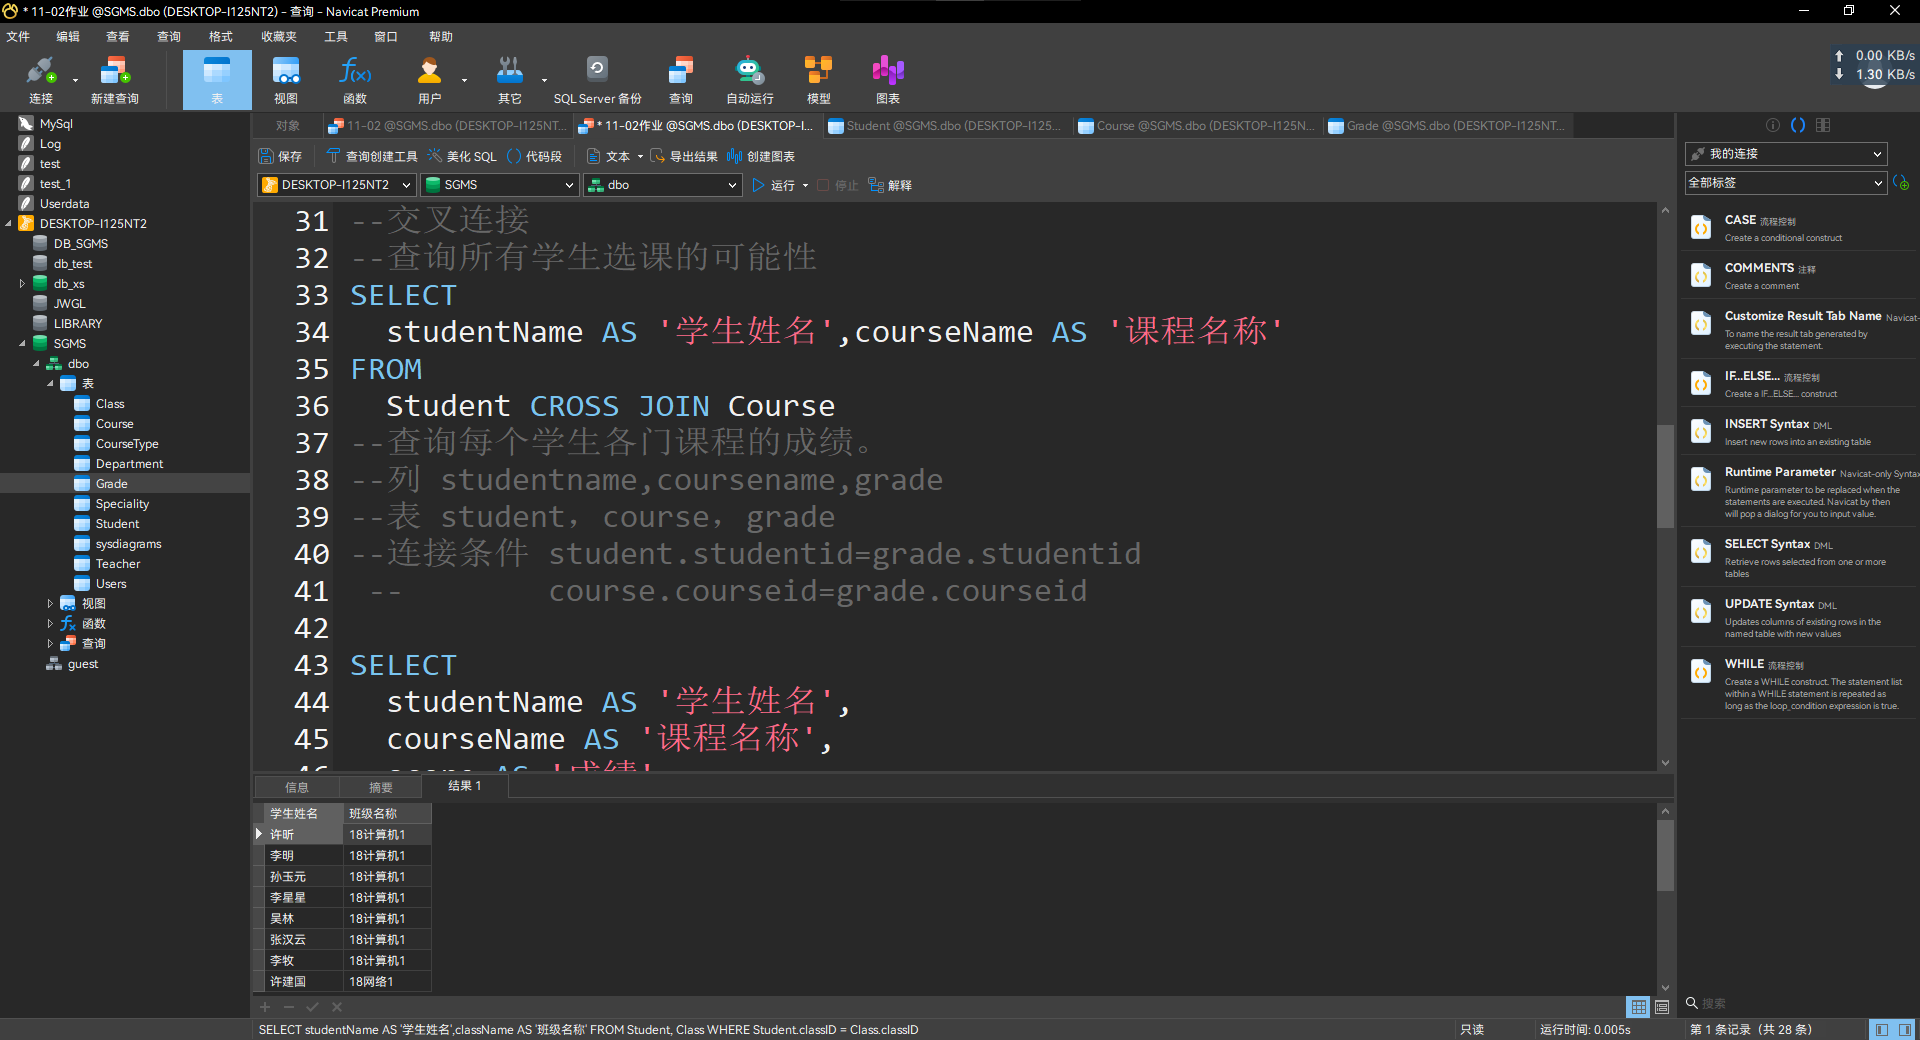 * 11-02作业 @SGMS.dbo (DESKTOP-I125NT2) - 查询 - Navicat Premium
文件 编辑 查看 查询 格式 收藏夹 工具 窗口 帮助
0.00 KB/s
1.30 KB/s
连接 新建查询 表 视图 函数 用户 其它 SQL Server 备份 查询 自动运行 模型 图表
MySql
Log
test
test_1
Userdata
DESKTOP-I125NT2
DB_SGMS
db_test
db_xs
JWGL
LIBRARY
SGMS
dbo
表
Class
Course
CourseType
Department
Grade
Speciality
Student
sysdiagrams
Teacher
Users
视图
函数
查询
guest
对象 11-02 @SGMS.dbo (DESKTOP-I125NT... * 11-02作业 @SGMS.dbo (DESKTOP-I... Student @SGMS.dbo (DESKTOP-I125... Course @SGMS.dbo (DESKTOP-I125N... Grade @SGMS.dbo (DESKTOP-I125NT...
保存 查询创建工具 美化 SQL 代码段 文本 导出结果 创建图表
DESKTOP-I125NT2 SGMS dbo 运行 停止 解释
31 --交叉连接
32 --查询所有学生选课的可能性
33 SELECT
34 studentName AS '学生姓名',courseName AS '课程名称'
35 FROM
36 Student CROSS JOIN Course
37 --查询每个学生各门课程的成绩。
38 --列 studentname,coursename,grade
39 --表 student，course，grade
40 --连接条件 student.studentid=grade.studentid
41 -- course.courseid=grade.courseid
42
43 SELECT
44 studentName AS '学生姓名',
45 courseName AS '课程名称',
信息 摘要 结果 1
学生姓名 班级名称
许昕 18计算机1
李明 18计算机1
孙玉元 18计算机1
李星星 18计算机1
吴林 18计算机1
张汉云 18计算机1
李牧 18计算机1
许建国 18网络1
SELECT studentName AS '学生姓名',className AS '班级名称' FROM Student, Class WHERE Student.classID = Class.classID
只读 运行时间: 0.005s 第 1 条记录（共 28 条）
我的连接
全部标签
CASE 流程控制
Create a conditional construct
COMMENTS 注释
Create a comment
Customize Result Tab Name Navicat-
To name the result tab generated by
executing the statement.
IF...ELSE... 流程控制
Create a IF...ELSE... construct
INSERT Syntax DML
Insert new rows into an existing table
Runtime Parameter Navicat-only Syntax
Runtime parameter to be replaced when the
statements are executed. Navicat by then
will pop a dialog for you to input value.
SELECT Syntax DML
Retrieve rows selected from one or more
tables
UPDATE Syntax DML
Updates columns of existing rows in the
named table with new values
WHILE 流程控制
Create a WHILE construct. The statement list
within a WHILE statement is repeated as
long as the loop_condition expression is true.
搜索